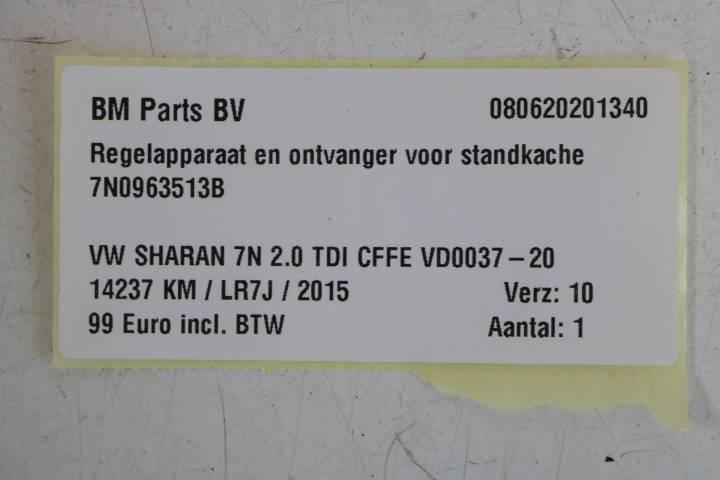 BM Parts BV 080620201340
Regelapparaat en ontvanger voor standkache
7N0963513B
VW SHARAN 7N 2.0 TDI CFFE VD0037-20
14237 KM / LR7J / 2015 Verz: 10
99 Euro incl. BTW Aantal: 1